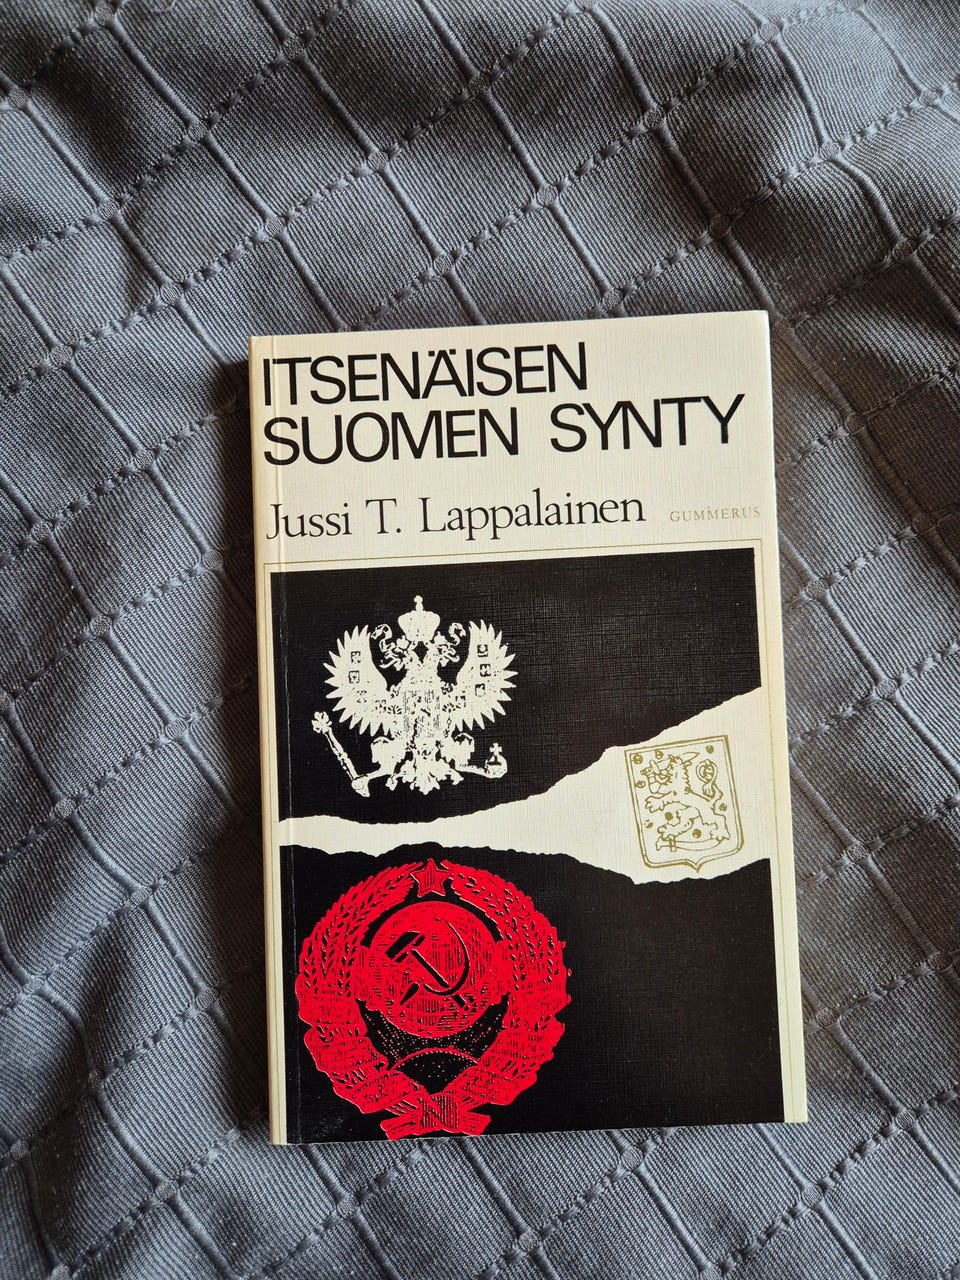 ITSENÄISEN
SUOMEN SYNTY
Jussi T. Lappalainen GUMMERUS